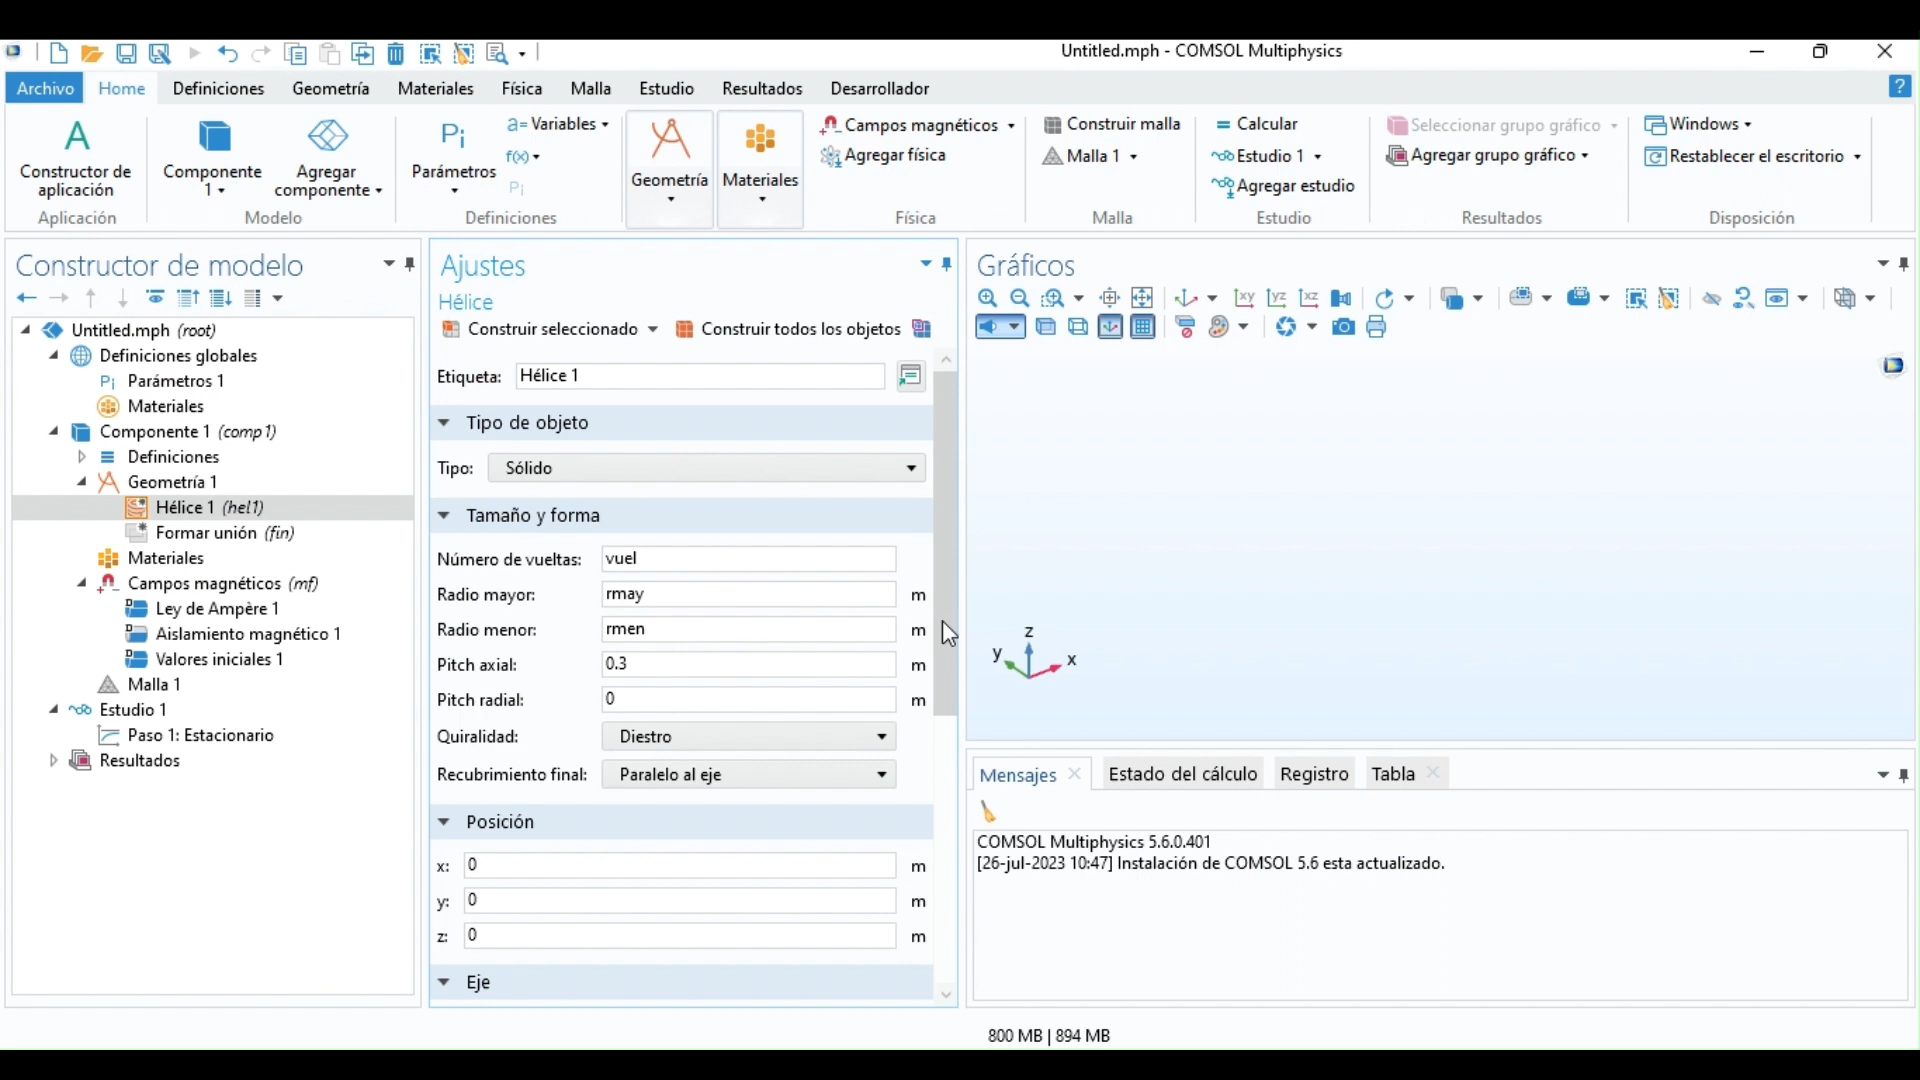 Untitled.mph - COMSOL Multiphysics
Archivo Home Definiciones Geometría Materiales Física Malla Estudio Resultados Desarrollador ?
Constructor de aplicación
Aplicación
Componente 1
Agregar componente
Modelo
Pi Parámetros
a= Variables
f(x)
Pi
Definiciones
Geometría
Materiales
Campos magnéticos
Agregar física
Física
Construir malla
Malla 1
Malla
= Calcular
Estudio 1
Agregar estudio
Estudio
Seleccionar grupo gráfico
Agregar grupo gráfico
Resultados
Windows
Restablecer el escritorio
Disposición
Constructor de modelo
Untitled.mph (root)
Definiciones globales
Pi Parámetros 1
Materiales
Componente 1 (comp1)
Definiciones
Geometría 1
Hélice 1 (hel1)
Formar unión (fin)
Materiales
Campos magnéticos (mf)
Ley de Ampère 1
Aislamiento magnético 1
Valores iniciales 1
Malla 1
Estudio 1
Paso 1: Estacionario
Resultados
Ajustes
Hélice
Construir seleccionado Construir todos los objetos
Etiqueta: Hélice 1
Tipo de objeto
Tipo: Sólido
Tamaño y forma
Número de vueltas: vuel
Radio mayor: rmay m
Radio menor: rmen m
Pitch axial: 0.3 m
Pitch radial: 0 m
Quiralidad: Diestro
Recubrimiento final: Paralelo al eje
Posición
x: 0 m
y: 0 m
z: 0 m
Eje
Gráficos
xy yz xz
z
y x
Mensajes Estado del cálculo Registro Tabla
COMSOL Multiphysics 5.6.0.401
[26-jul-2023 10:47] Instalación de COMSOL 5.6 esta actualizado.
800 MB | 894 MB